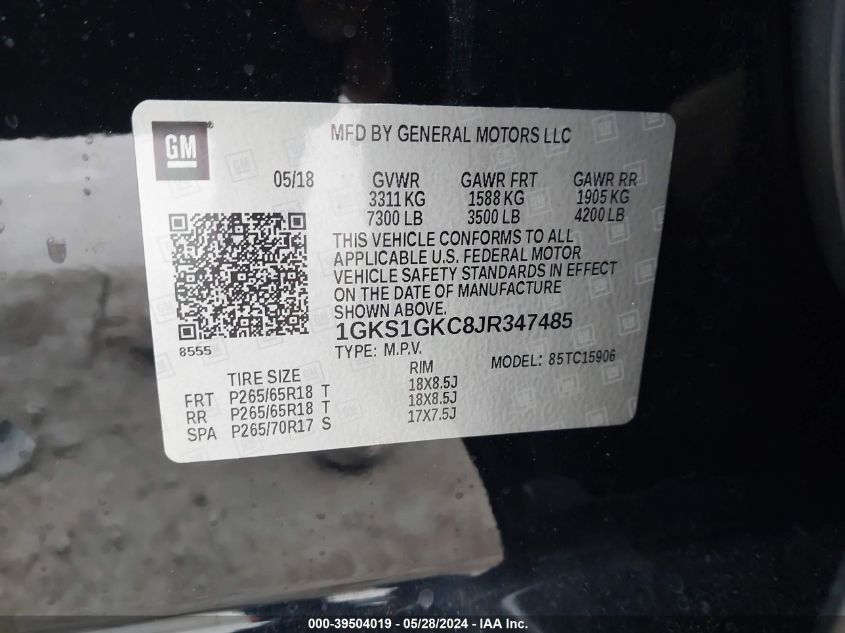 GM
MFD BY GENERAL MOTORS LLC
05/18 GVWR GAWR FRT GAWR RR
3311 KG 1588 KG 1905 KG
7300 LB 3500 LB 4200 LB
THIS VEHICLE CONFORMS TO ALL
APPLICABLE U.S. FEDERAL MOTOR
VEHICLE SAFETY STANDARDS IN EFFECT
ON THE DATE OF MANUFACTURE
SHOWN ABOVE.
8555
1GKS1GKC8JR347485
TYPE: M.P.V. MODEL: 85TC15906
TIRE SIZE RIM
FRT P265/65R18 T 18X8.5J
RR P265/65R18 T 18X8.5J
SPA P265/70R17 S 17X7.5J
000-39504019 - 05/28/2024 - IAA Inc.